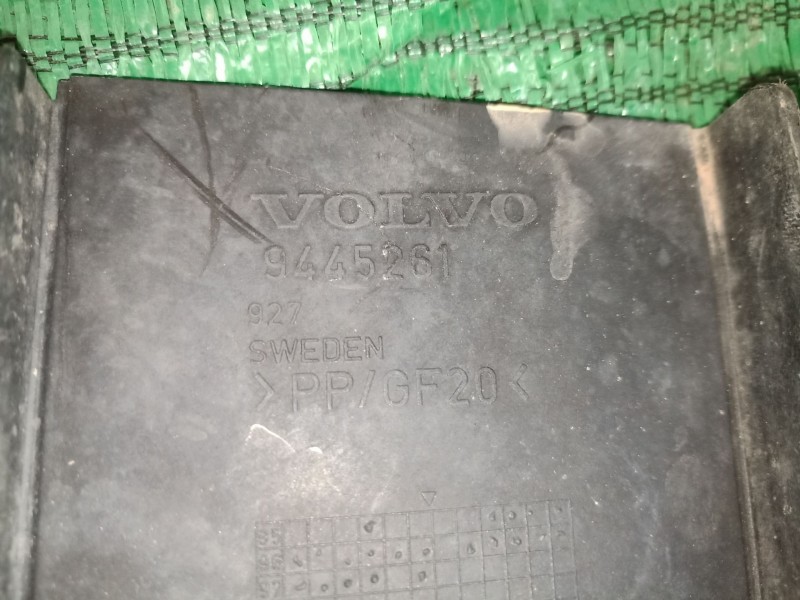 VOLVO
9445261
927
SWEDEN
>PP/GF20<